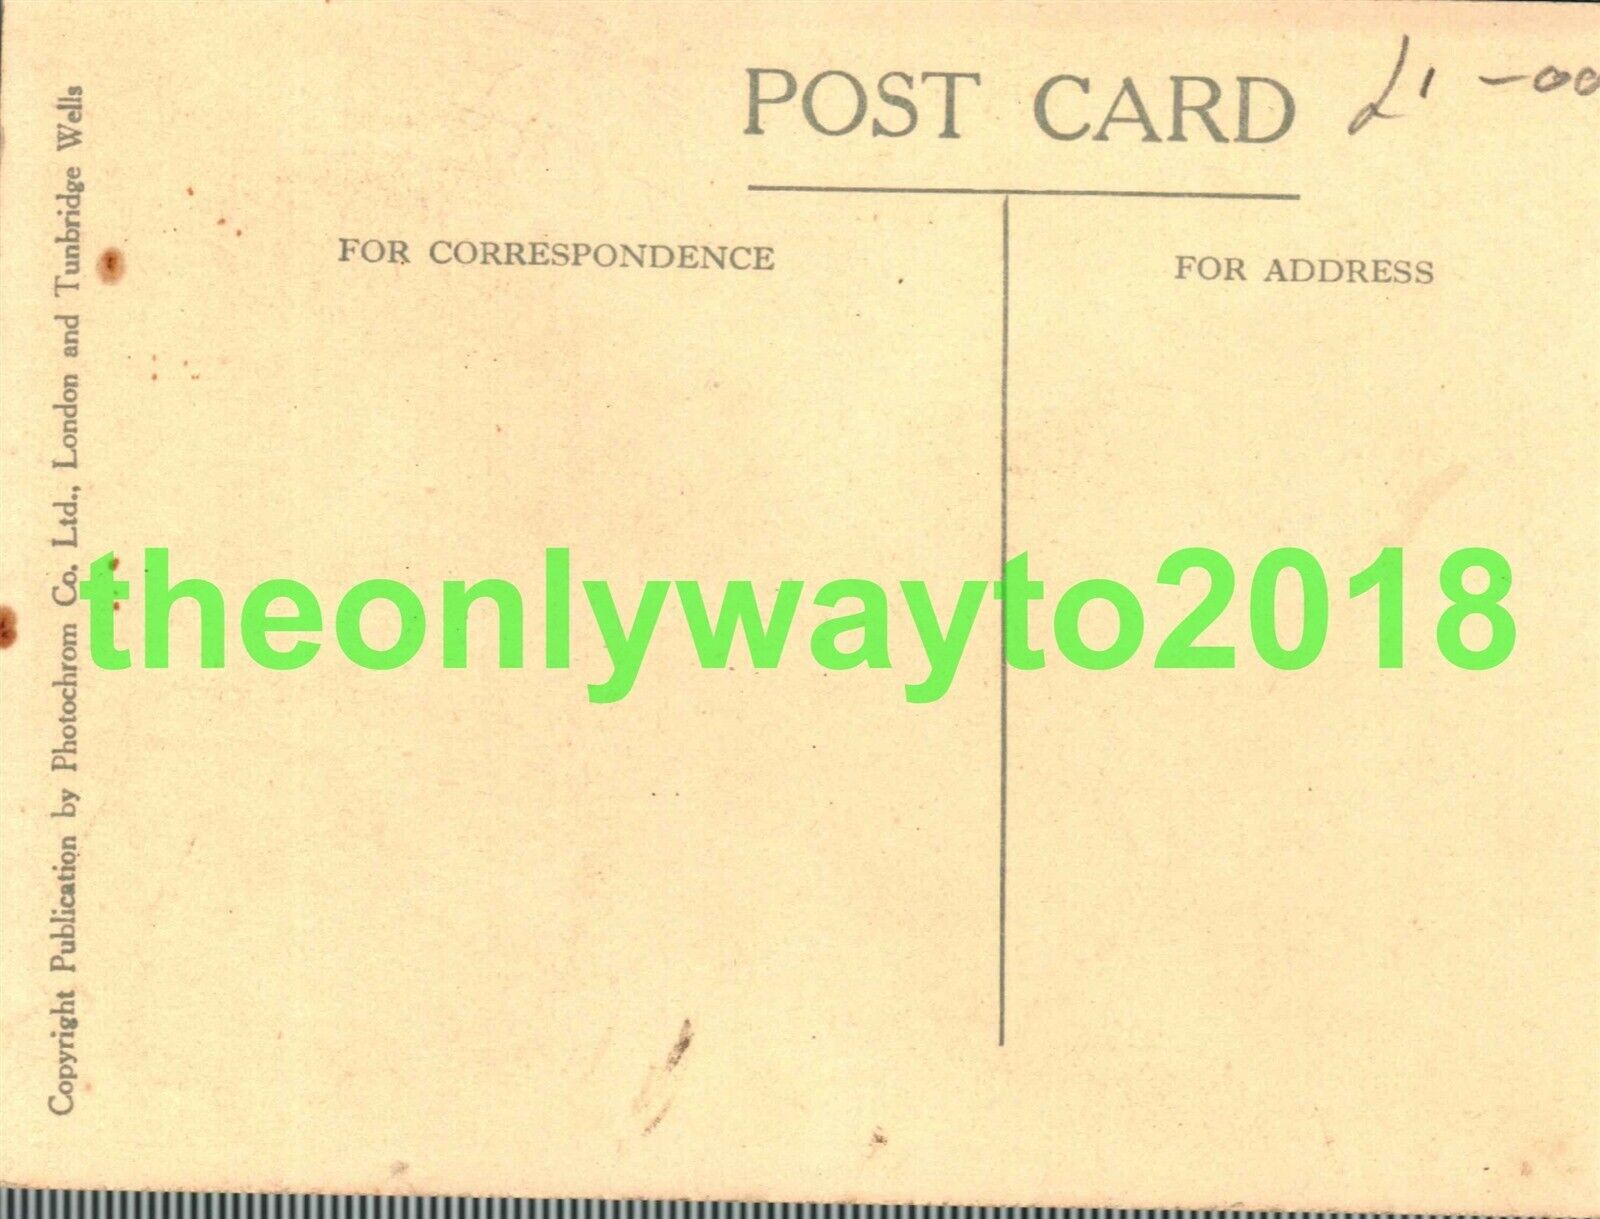 POST CARD £1-00
FOR CORRESPONDENCE
FOR ADDRESS
Copyright Publication by Photochrom Co. Ltd., London and Tunbridge Wells
theonlywayto2018